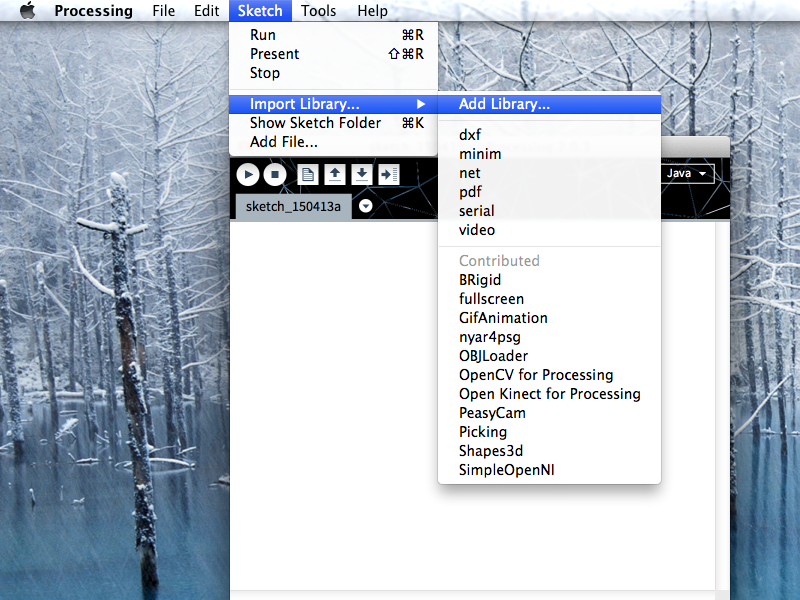 Processing File Edit Sketch Tools Help
Run ⌘R
Present ⇧⌘R
Stop
Import Library... ▶
Show Sketch Folder ⌘K
Add File...
Add Library...
dxf
minim
net
pdf
serial
video
Contributed
BRigid
fullscreen
GifAnimation
nyar4psg
OBJLoader
OpenCV for Processing
Open Kinect for Processing
PeasyCam
Picking
Shapes3d
SimpleOpenNI
Java
sketch_150413a